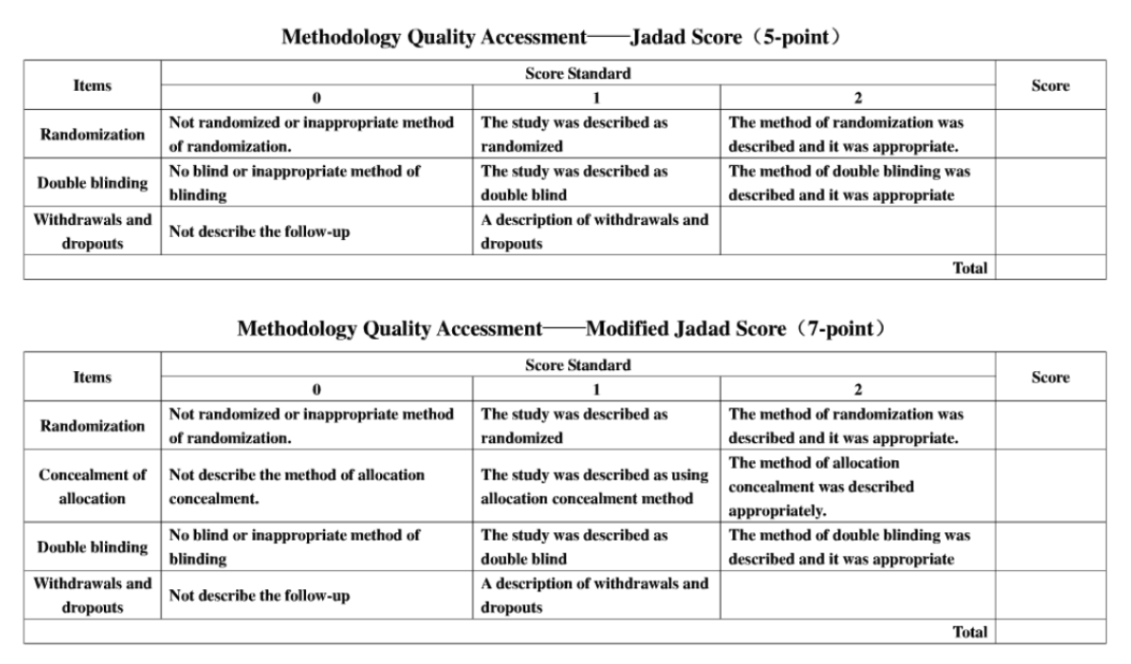 Methodology Quality Accessment——Jadad Score（5-point）
Items
Score Standard
Score
0
1
2
Randomization
Not randomized or inappropriate method
of randomization.
The study was described as
randomized
The method of randomization was
described and it was appropriate.
Double blinding
No blind or inappropriate method of
blinding
The study was described as
double blind
The method of double blinding was
described and it was appropriate
Withdrawals and
dropouts
Not describe the follow-up
A description of withdrawals and
dropouts
Total
Methodology Quality Accessment——Modified Jadad Score（7-point）
Items
Score Standard
Score
0
1
2
Randomization
Not randomized or inappropriate method
of randomization.
The study was described as
randomized
The method of randomization was
described and it was appropriate.
Concealment of
allocation
Not describe the method of allocation
concealment.
The study was described as using
allocation concealment method
The method of allocation
concealment was described
appropriately.
Double blinding
No blind or inappropriate method of
blinding
The study was described as
double blind
The method of double blinding was
described and it was appropriate
Withdrawals and
dropouts
Not describe the follow-up
A description of withdrawals and
dropouts
Total